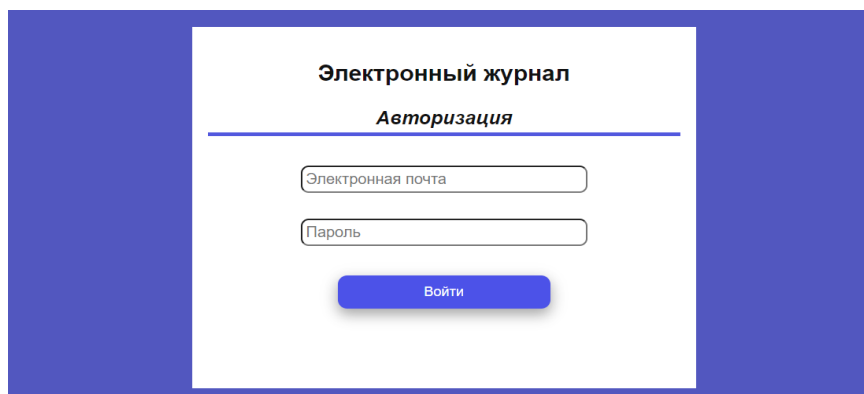 Электронный журнал
Авторизация
Электронная почта
Пароль
Войти